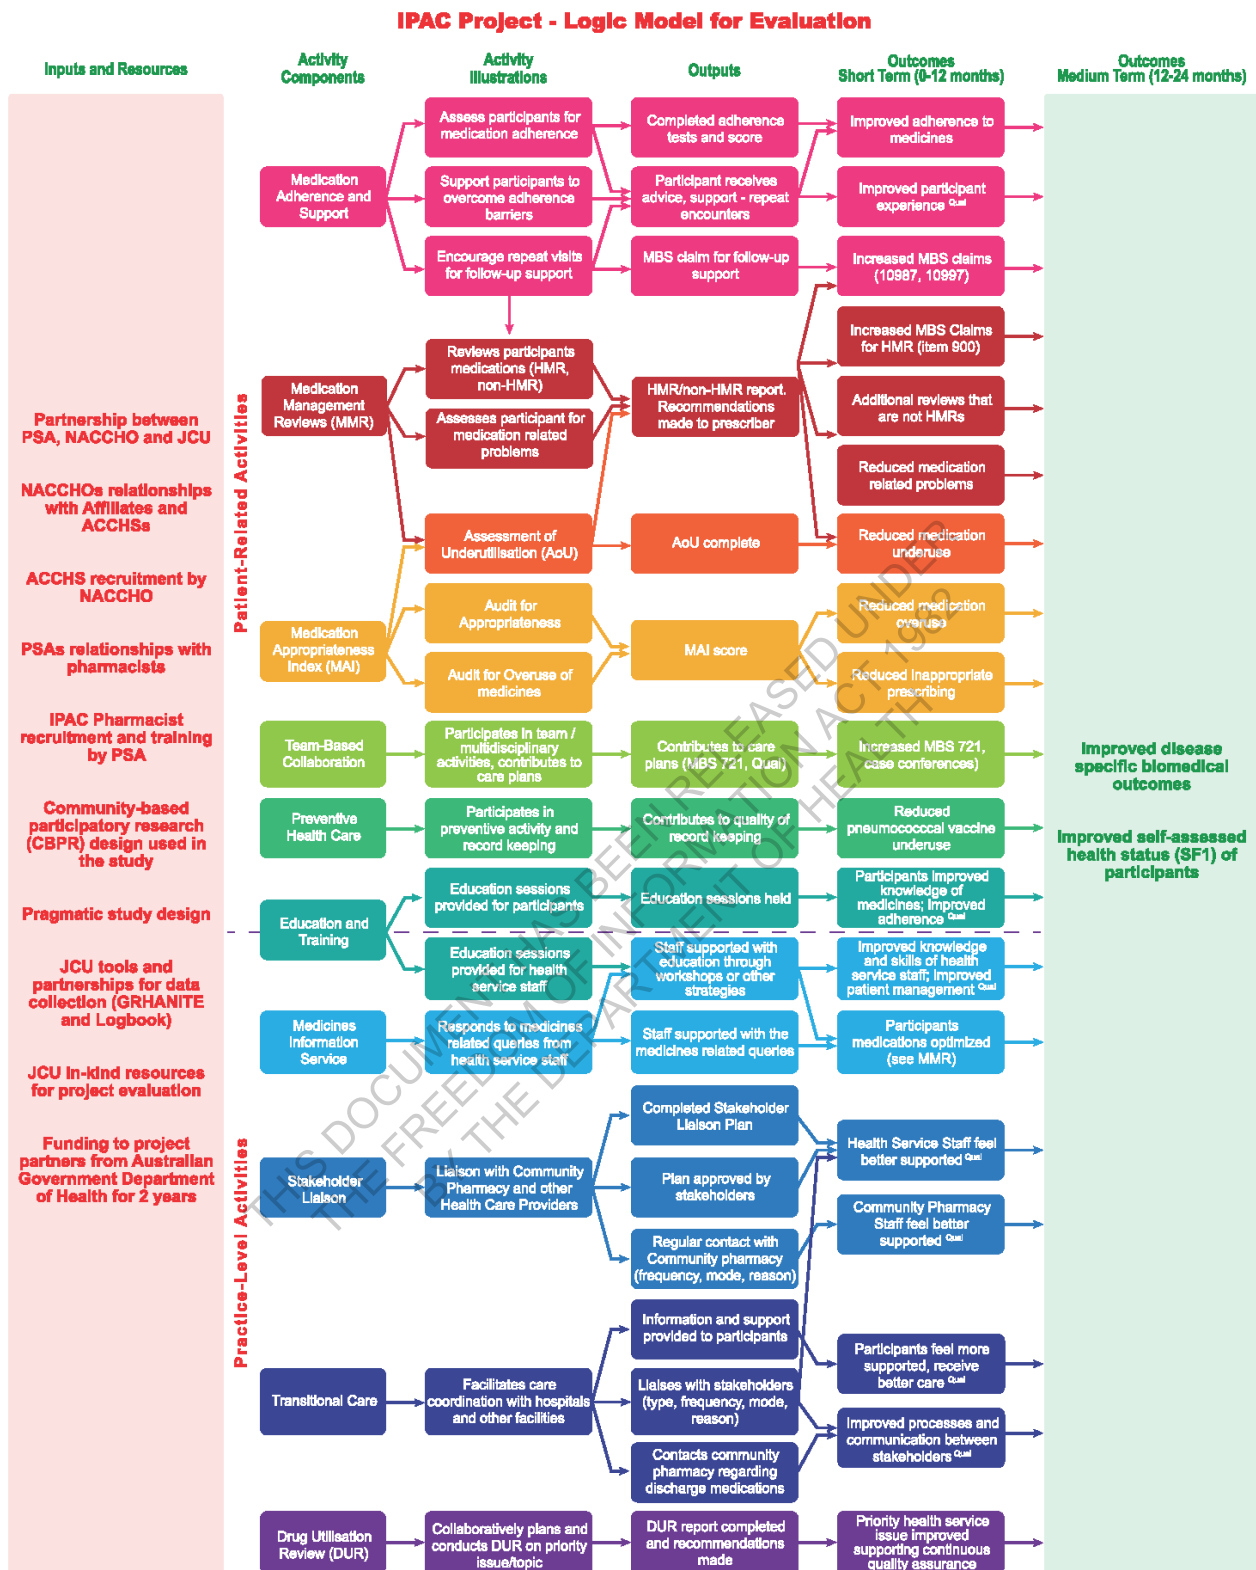 IPAC Project - Logic Model for Evaluation
Inputs and Resources
Activity
Components
Activity
Illustrations
Outputs
Outcomes
Short Term (0-12 months)
Outcomes
Medium Term (12-24 months)
Partnership between
PSA, NACCHO and JCU
NACCHOs relationships
with Affiliates and
ACCHSs
ACCHS recruitment by
NACCHO
PSAs relationships with
pharmacists
IPAC Pharmacist
recruitment and training
by PSA
Community-based
participatory research
(CBPR) design used in
the study
Pragmatic study design
JCU tools and
partnerships for data
collection (GRHANITE
and Logbook)
JCU in-kind resources
for project evaluation
Funding to project
partners from Australian
Government Department
of Health for 2 years
Patient-Related Activities
Practice-Level Activities
Medication
Adherence and
Support
Assess participants for
medication adherence
Support participants to
overcome adherence
barriers
Encourage repeat visits
for follow-up support
Completed adherence
tests and score
Participant receives
advice, support - repeat
encounters
MBS claim for follow-up
support
Improved adherence to
medicines
Improved participant
experience Qual
Increased MBS claims
(10987, 10997)
Medication
Management
Reviews (MMR)
Reviews participants
medications (HMR,
non-HMR)
Assesses participant for
medication related
problems
HMR/non-HMR report.
Recommendations
made to prescriber
Increased MBS Claims
for HMR (item 900)
Additional reviews that
are not HMRs
Reduced medication
related problems
Assessment of
Underutilisation (AoU)
AoU complete
Reduced medication
underuse
Medication
Appropriateness
Index (MAI)
Audit for
Appropriateness
Audit for Overuse of
medicines
MAI score
Reduced medication
overuse
Reduced inappropriate
prescribing
Team-Based
Collaboration
Participates in team /
multidisciplinary
activities, contributes to
care plans
Contributes to care
plans (MBS 721, Qual)
Increased MBS 721,
case conferences)
Preventive
Health Care
Participates in
preventive activity and
record keeping
Contributes to quality of
record keeping
Reduced
pneumococcal vaccine
underuse
Education and
Training
Education sessions
provided for participants
Education sessions held
Participants improved
knowledge of
medicines; Improved
adherence Qual
Education sessions
provided for health
service staff
Staff supported with
education through
workshops or other
strategies
Improved knowledge
and skills of health
service staff; Improved
patient management Qual
Medicines
Information
Service
Responds to medicines
related queries from
health service staff
Staff supported with the
medicines related queries
Participants
medications optimized
(see MMR)
Stakeholder
Liaison
Liaison with Community
Pharmacy and other
Health Care Providers
Completed Stakeholder
Liaison Plan
Plan approved by
stakeholders
Regular contact with
Community pharmacy
(frequency, mode, reason)
Health Service Staff feel
better supported Qual
Community Pharmacy
Staff feel better
supported Qual
Transitional Care
Facilitates care
coordination with hospitals
and other facilities
Information and support
provided to participants
Liaises with stakeholders
(type, frequency, mode,
reason)
Contacts community
pharmacy regarding
discharge medications
Participants feel more
supported, receive
better care Qual
Improved processes and
communication between
stakeholders Qual
Drug Utilisation
Review (DUR)
Collaboratively plans and
conducts DUR on priority
issue/topic
DUR report completed
and recommendations
made
Priority health service
issue improved
supporting continuous
quality assurance
Improved disease
specific biomedical
outcomes
Improved self-assessed
health status (SF1) of
participants
THIS DOCUMENT HAS BEEN RELEASED UNDER
THE FREEDOM OF INFORMATION ACT 1982
BY THE DEPARTMENT OF HEALTH